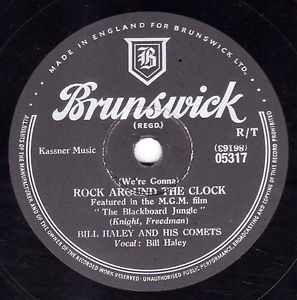 MADE IN ENGLAND FOR BRUNSWICK LTD.
B
Brunswick
(REGD.)
R/T
Kassner Music
(86163)
05317
(We're Gonna)
ROCK AROUND THE CLOCK
Featured in the M.G.M. film
"The Blackboard Jungle"
(Knight, Freedman)
BILL HALEY AND HIS COMETS
Vocal: Bill Haley
ALL RIGHTS OF THE MANUFACTURER AND OF THE OWNER OF THE RECORDED WORK RESERVED · UNAUTHORISED PUBLIC PERFORMANCE, BROADCASTING AND COPYING OF THIS RECORD PROHIBITED